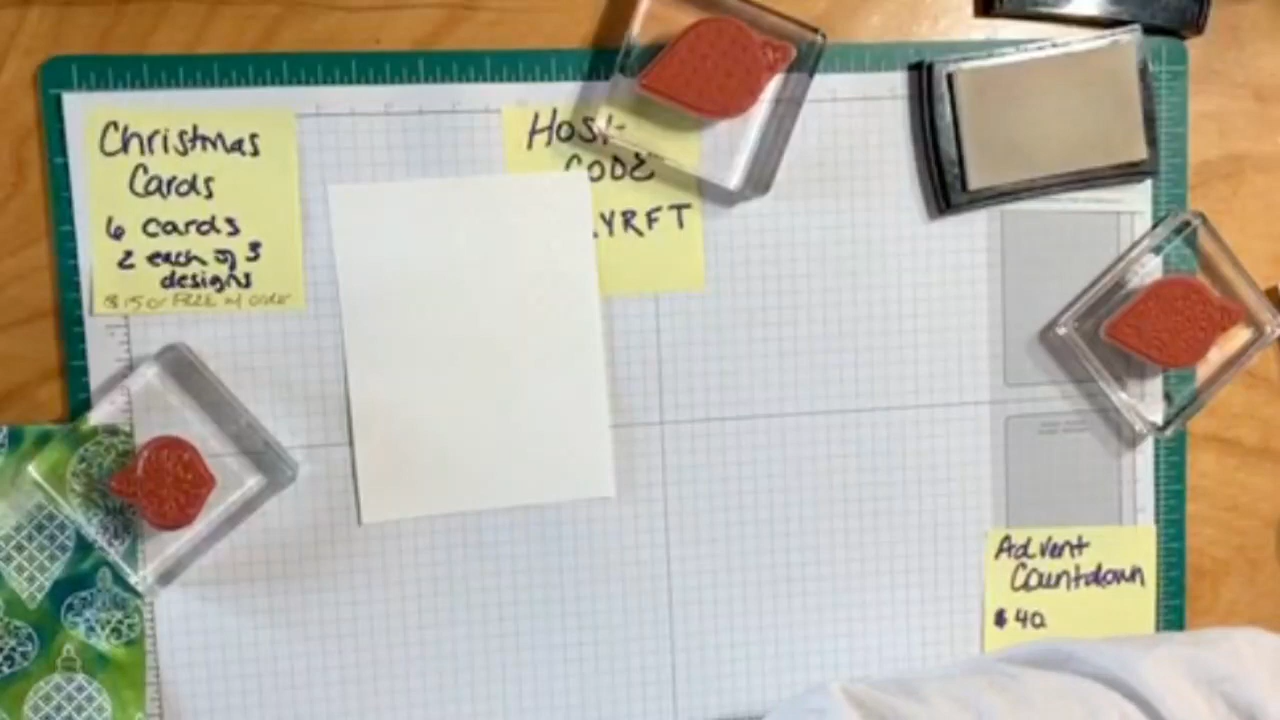 Christmas
Cards
6 cards
2 each of 3
designs
$15 or FREE w/ order
Host
CODE
YRFT
Advent
Countdown
$40